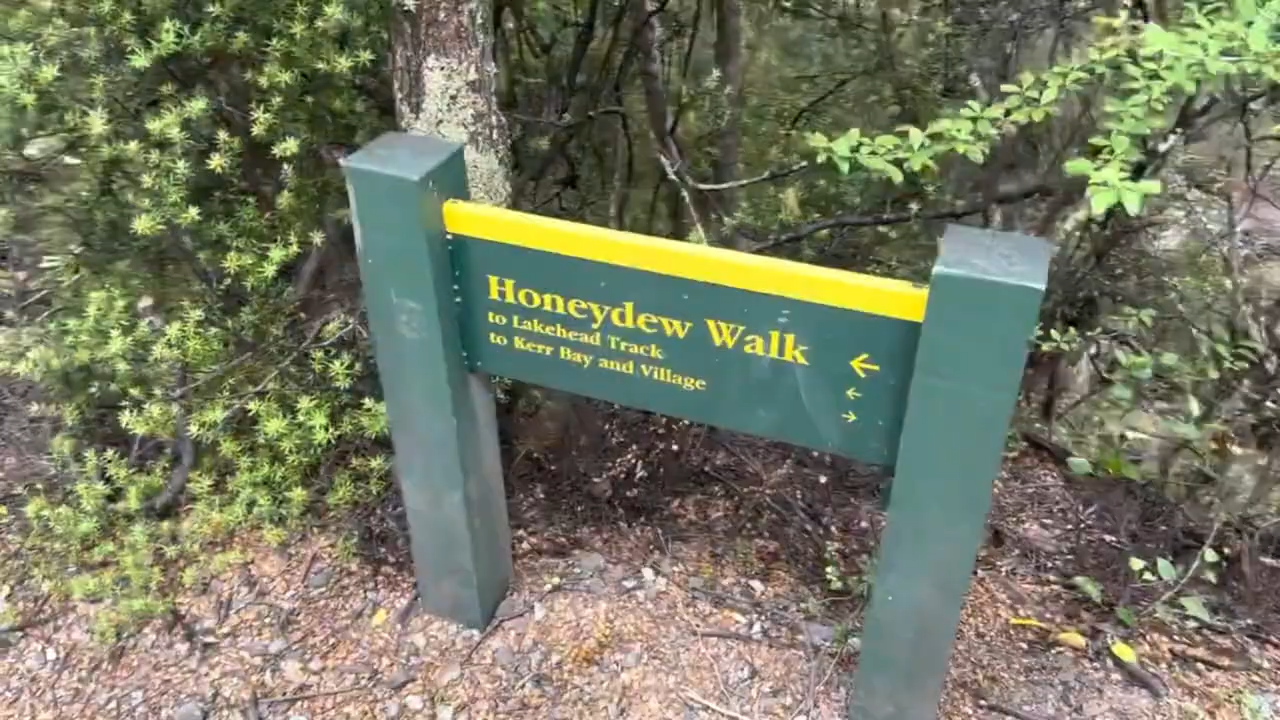 Honeydew Walk ←
to Lakehead Track ←
to Kerr Bay and Village →